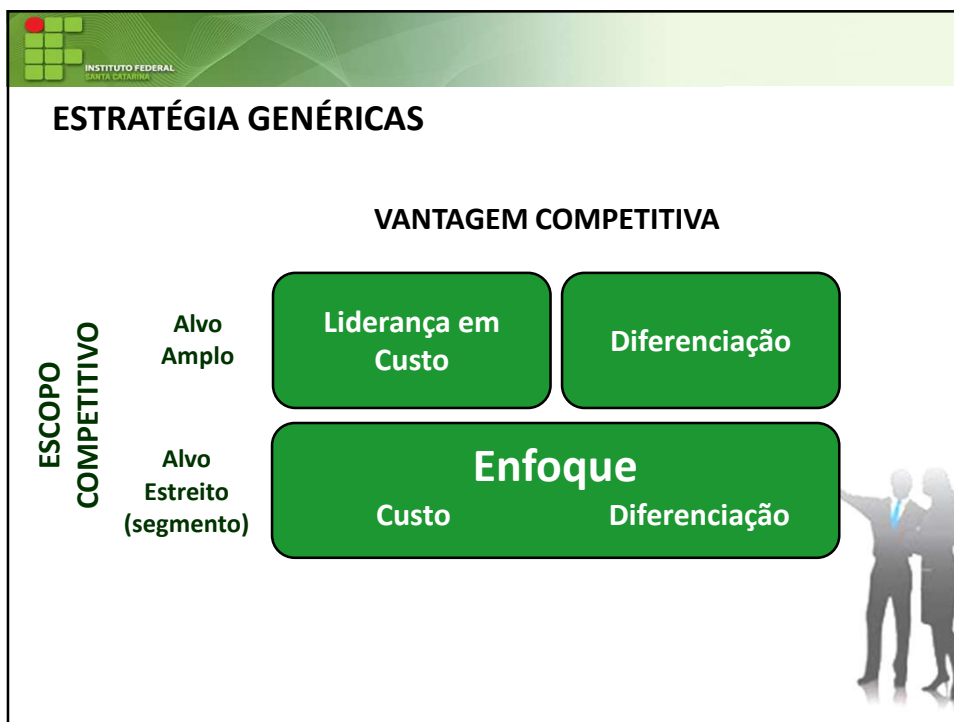 INSTITUTO FEDERAL
SANTA CATARINA
ESTRATÉGIA GENÉRICAS
VANTAGEM COMPETITIVA
ESCOPO
COMPETITIVO
Alvo
Amplo
Liderança em
Custo
Diferenciação
Alvo
Estreito
(segmento)
Enfoque
Custo Diferenciação